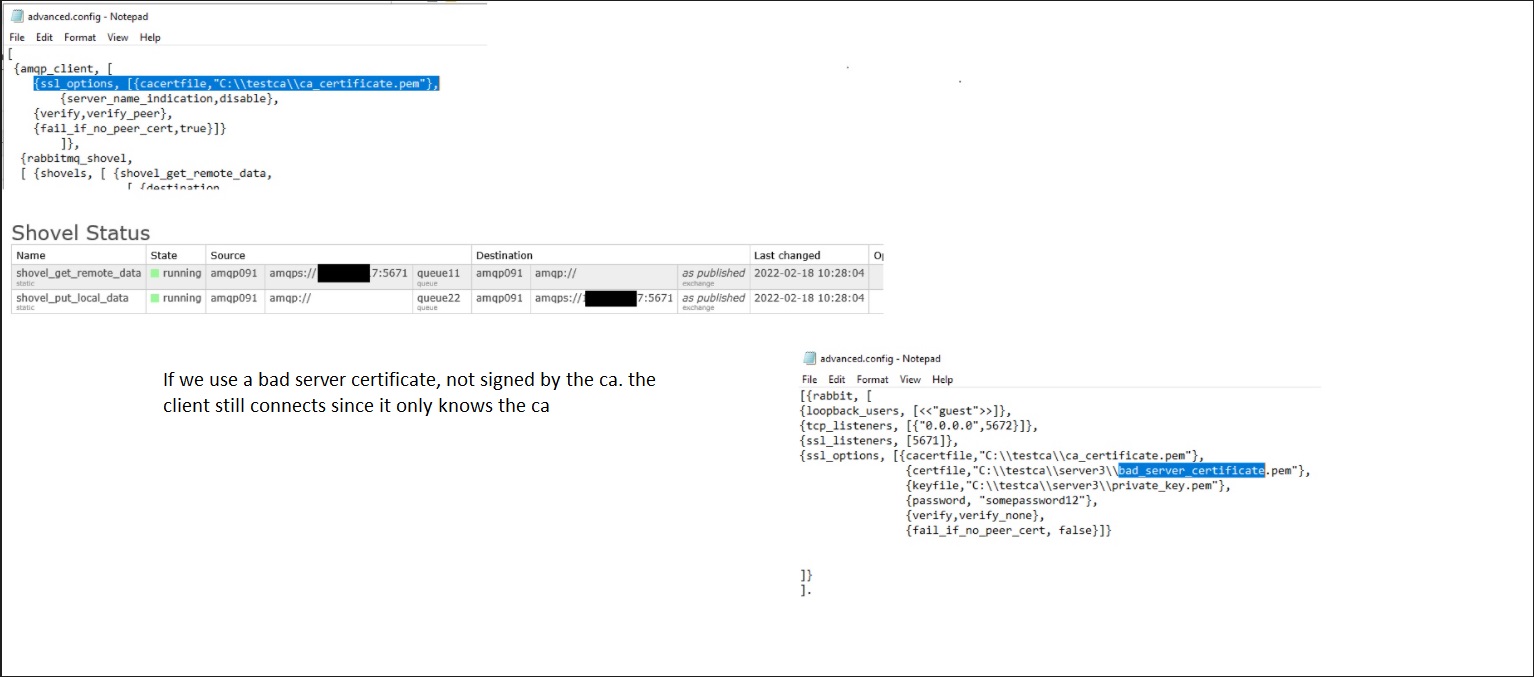 advanced.config - Notepad
File Edit Format View Help
[
{amqp_client, [
{ssl_options, [{cacertfile,"C:\\testca\\ca_certificate.pem"},
{server_name_indication,disable},
{verify,verify_peer},
{fail_if_no_peer_cert,true}]}
]},
{rabbitmq_shovel,
[ {shovels, [ {shovel_get_remote_data,
[ {destination
Shovel Status
Name State Source Destination Last changed
shovel_get_remote_data running amqp091 amqps:// 7:5671 queue11 amqp091 amqp:// as published 2022-02-18 10:28:04
static queue exchange
shovel_put_local_data running amqp091 amqp:// queue22 amqp091 amqps:// 7:5671 as published 2022-02-18 10:28:04
static queue exchange
If we use a bad server certificate, not signed by the ca. the
client still connects since it only knows the ca
advanced.config - Notepad
File Edit Format View Help
[{rabbit, [
{loopback_users, [<<"guest">>]},
{tcp_listeners, [{"0.0.0.0",5672}]},
{ssl_listeners, [5671]},
{ssl_options, [{cacertfile,"C:\\testca\\ca_certificate.pem"},
{certfile,"C:\\testca\\server3\\bad_server_certificate.pem"},
{keyfile,"C:\\testca\\server3\\private_key.pem"},
{password, "somepassword12"},
{verify,verify_none},
{fail_if_no_peer_cert, false}]}
]}
].